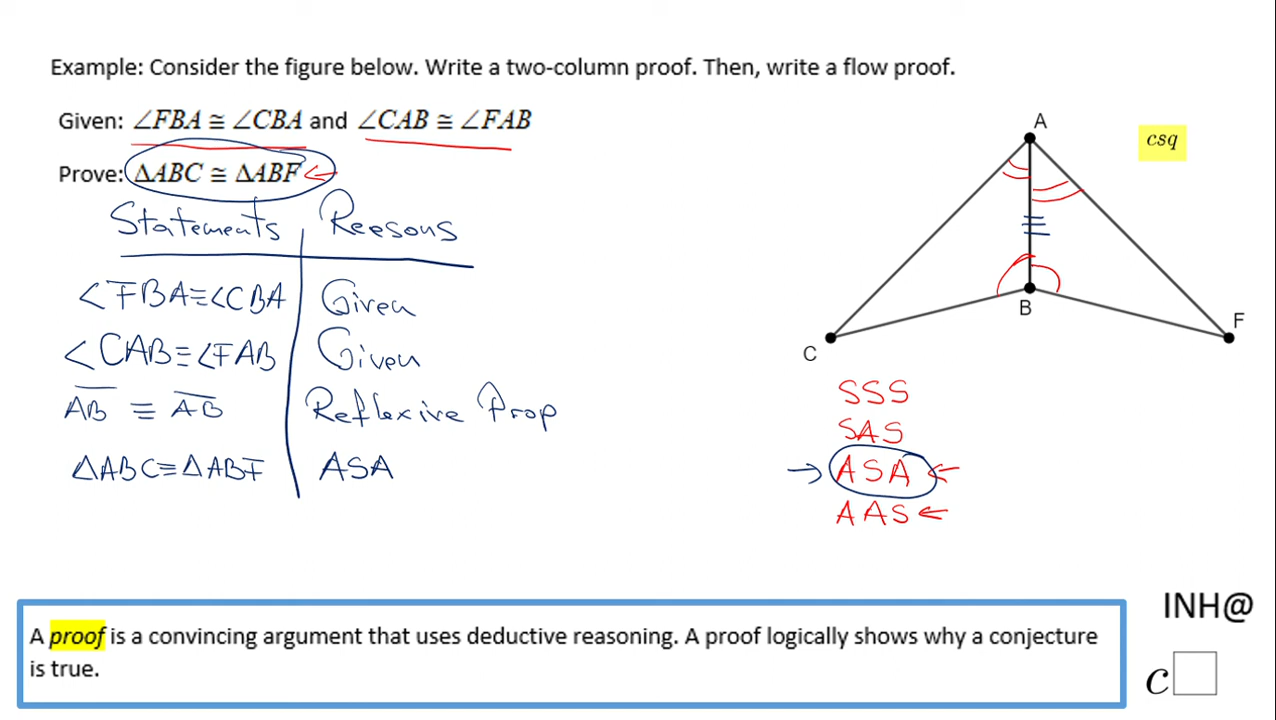 Example: Consider the figure below. Write a two-column proof. Then, write a flow proof.
Given: ∠FBA ≅ ∠CBA and ∠CAB ≅ ∠FAB
Prove: ΔABC ≅ ΔABF ←
Statements Reesons
<FBA≡<CBA Given
<CAB≡<FAB Given
AB ≡ AB Reflexive Prop
ΔABC≡ΔABF ASA
csq
A
B
C
F
SSS
SAS
→ ASA ←
AAS ←
A proof is a convincing argument that uses deductive reasoning. A proof logically shows why a conjecture
is true.
INH@
c